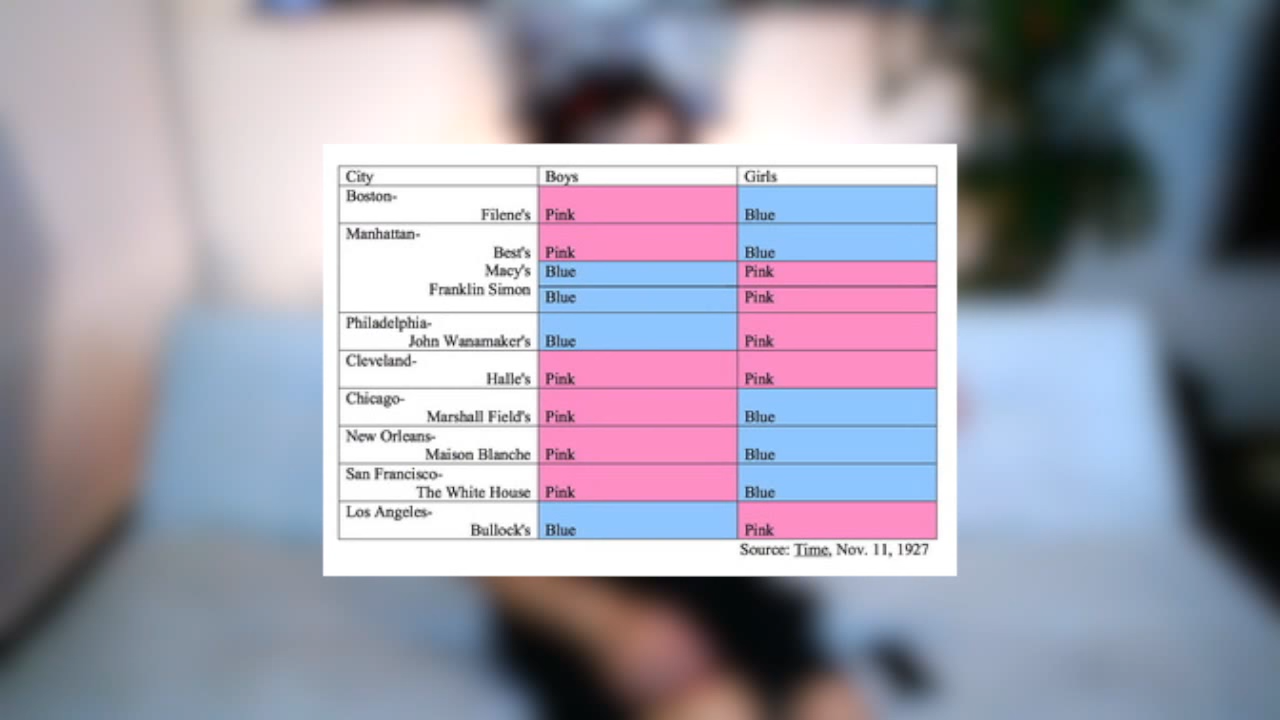 City Boys Girls
Boston-
Filene's Pink Blue
Manhattan-
Best's Pink Blue
Macy's Blue Pink
Franklin Simon Blue Pink
Philadelphia-
John Wanamaker's Blue Pink
Cleveland-
Halle's Pink Pink
Chicago-
Marshall Field's Pink Blue
New Orleans-
Maison Blanche Pink Blue
San Francisco-
The White House Pink Blue
Los Angeles-
Bullock's Blue Pink
Source: Time, Nov. 11, 1927